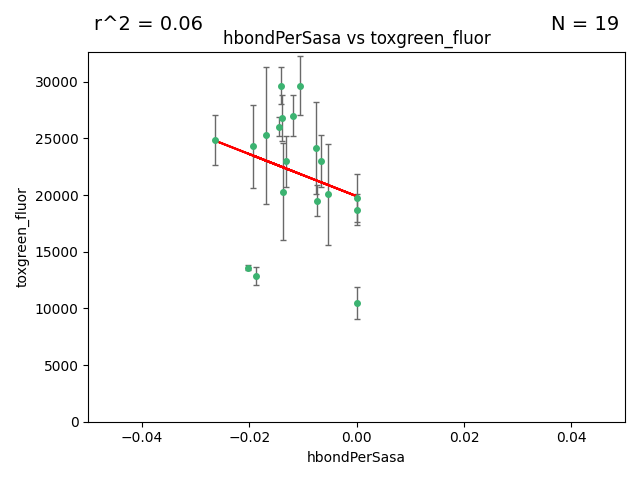 r^2 = 0.06
N = 19
hbondPerSasa vs toxgreen_fluor
30000
25000
20000
15000
10000
5000
0
toxgreen_fluor
−0.04
−0.02
0.00
0.02
0.04
hbondPerSasa